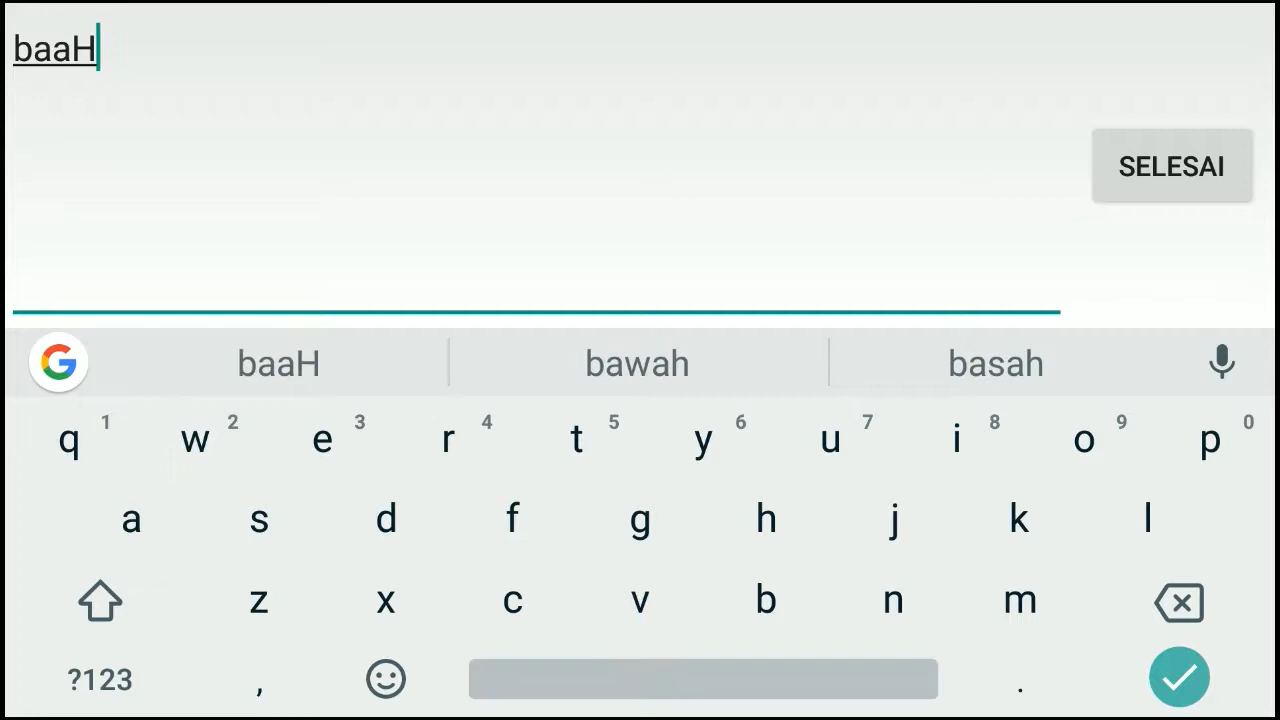 baaH
SELESAI
baaH bawah basah
q 1 w 2 e 3 r 4 t 5 y 6 u 7 i 8 o 9 p 0
a s d f g h j k l
z x c v b n m
?123 , .